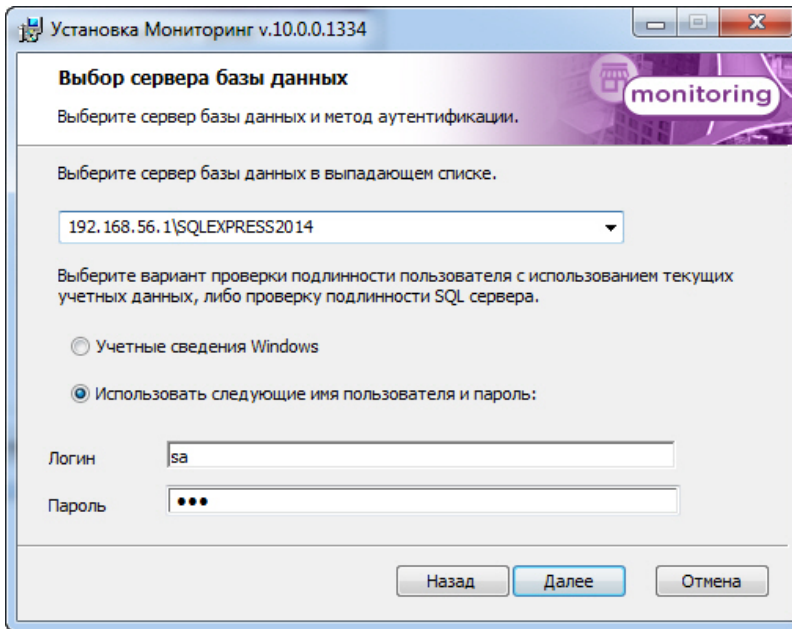 Установка Мониторинг v.10.0.0.1334
Выбор сервера базы данных
Выберите сервер базы данных и метод аутентификации.
monitoring
Выберите сервер базы данных в выпадающем списке.
192.168.56.1\SQLEXPRESS2014
Выберите вариант проверки подлинности пользователя с использованием текущих
учетных данных, либо проверку подлинности SQL сервера.
Учетные сведения Windows
Использовать следующие имя пользователя и пароль:
Логин sa
Пароль •••
Назад Далее Отмена